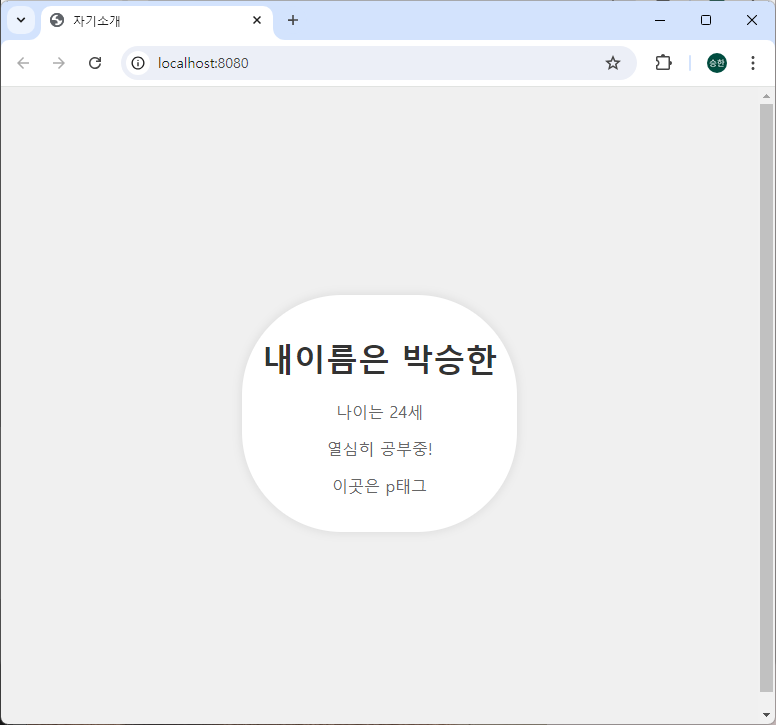 자기소개
localhost:8080
승한
내이름은 박승한
나이는 24세
열심히 공부중!
이곳은 p태그